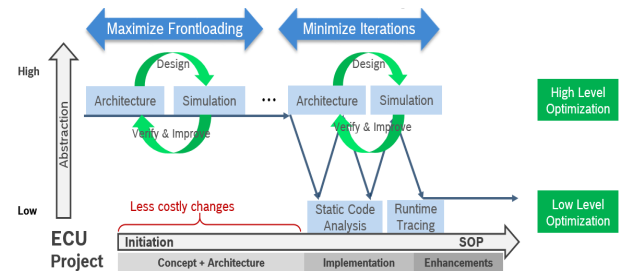 Maximize Frontloading
Minimize Iterations
High
Abstraction
Low
Design
Architecture
Simulation
Verify & Improve
...
Design
Architecture
Simulation
Verify & Improve
High Level
Optimization
Less costly changes
Static Code
Analysis
Runtime
Tracing
Low Level
Optimization
ECU
Project
Initiation
SOP
Concept + Architecture
Implementation
Enhancements